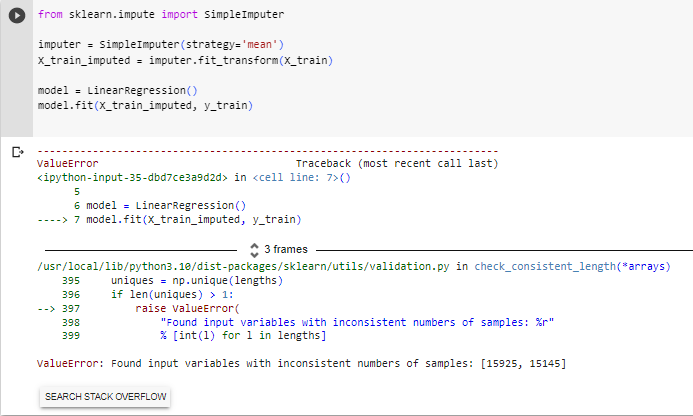 from sklearn.impute import SimpleImputer
imputer = SimpleImputer(strategy='mean')
X_train_imputed = imputer.fit_transform(X_train)
model = LinearRegression()
model.fit(X_train_imputed, y_train)
---------------------------------------------------------------------------
ValueError                                Traceback (most recent call last)
<ipython-input-35-dbd7ce3a9d2d> in <cell line: 7>()
      5
      6 model = LinearRegression()
----> 7 model.fit(X_train_imputed, y_train)
3 frames
/usr/local/lib/python3.10/dist-packages/sklearn/utils/validation.py in check_consistent_length(*arrays)
    395     uniques = np.unique(lengths)
    396     if len(uniques) > 1:
--> 397         raise ValueError(
    398             "Found input variables with inconsistent numbers of samples: %r"
    399             % [int(l) for l in lengths]
ValueError: Found input variables with inconsistent numbers of samples: [15925, 15145]
SEARCH STACK OVERFLOW